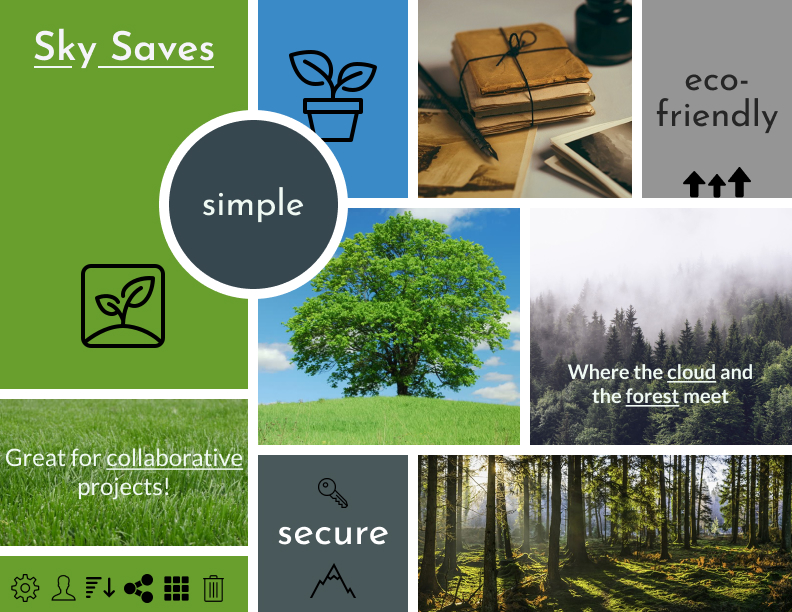 Sky Saves
simple
eco-
friendly
Where the cloud and
the forest meet
Great for collaborative
projects!
secure